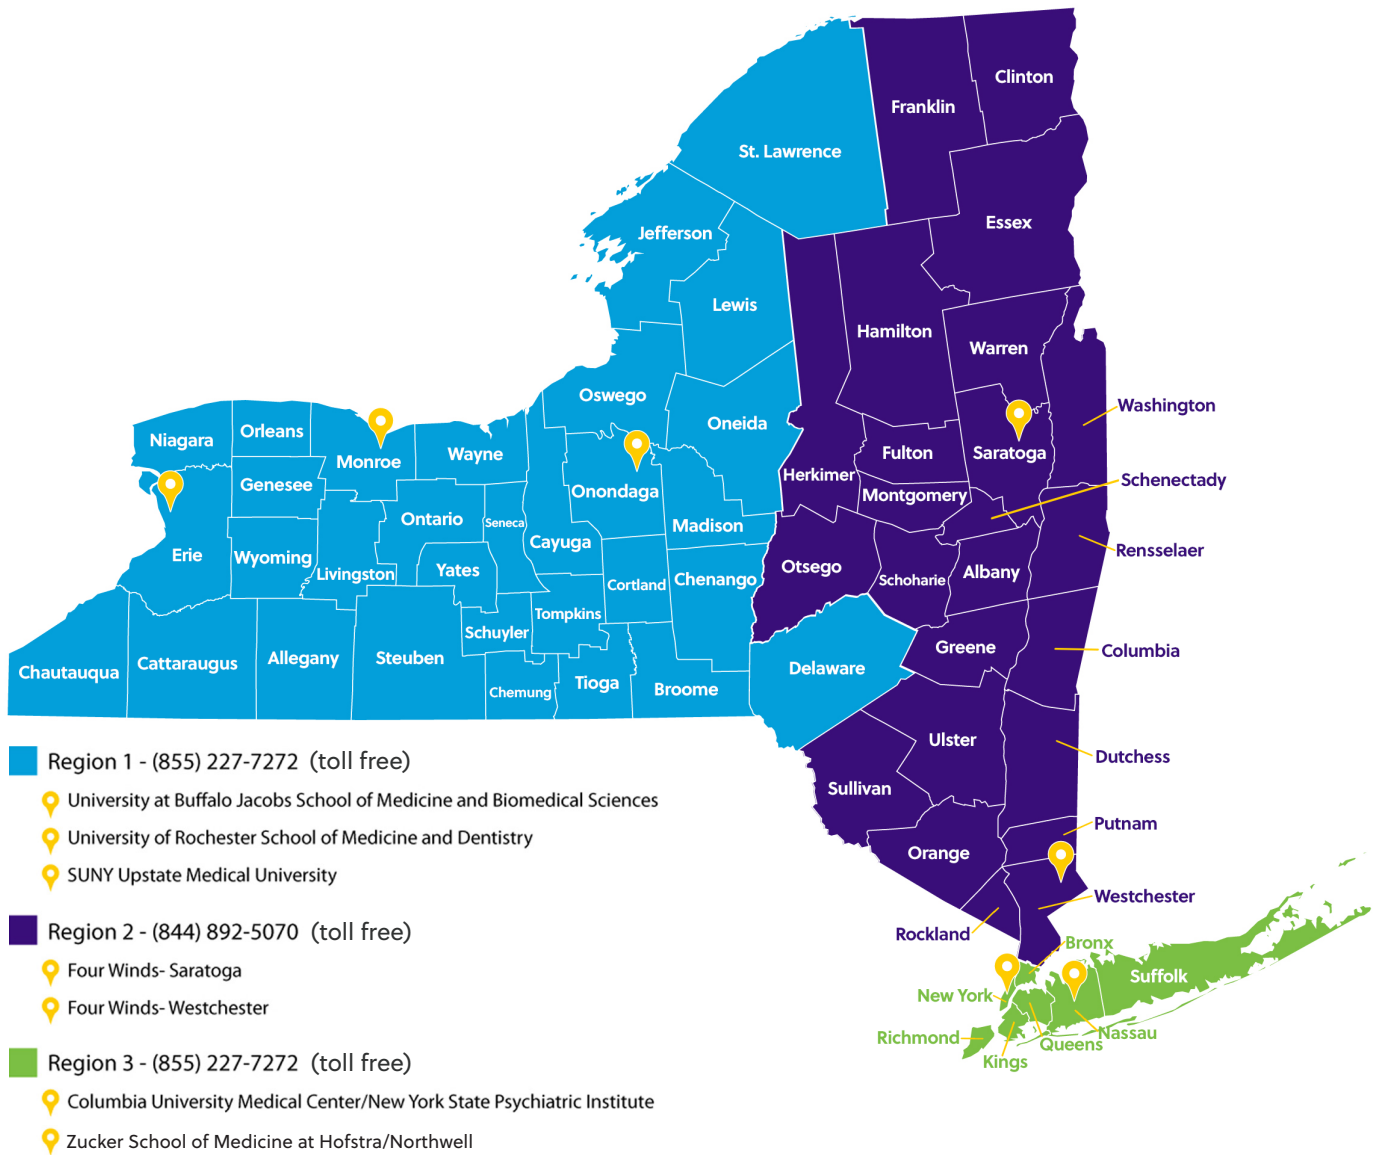 Clinton
Franklin
St. Lawrence
Essex
Jefferson
Lewis
Hamilton
Warren
Oswego
Washington
Oneida
Orleans
Niagara
Saratoga
Fulton
Wayne
Monroe
Herkimer
Schenectady
Genesee
Onondaga
Montgomery
Ontario
Seneca
Madison
Cayuga
Rensselaer
Erie
Wyoming
Otsego
Albany
Yates
Livingston
Chenango
Schoharie
Cortland
Tompkins
Schuyler
Greene
Columbia
Allegany
Steuben
Cattaraugus
Delaware
Chautauqua
Tioga
Broome
Chemung
Ulster
Dutchess
Region 1 - (855) 227-7272 (toll free)
Sullivan
University at Buffalo Jacobs School of Medicine and Biomedical Sciences
Putnam
University of Rochester School of Medicine and Dentistry
Orange
SUNY Upstate Medical University
Westchester
Region 2 - (844) 892-5070 (toll free)
Rockland
Bronx
Four Winds- Saratoga
Suffolk
New York
Four Winds- Westchester
Nassau
Richmond
Queens
Kings
Region 3 - (855) 227-7272 (toll free)
Columbia University Medical Center/New York State Psychiatric Institute
Zucker School of Medicine at Hofstra/Northwell